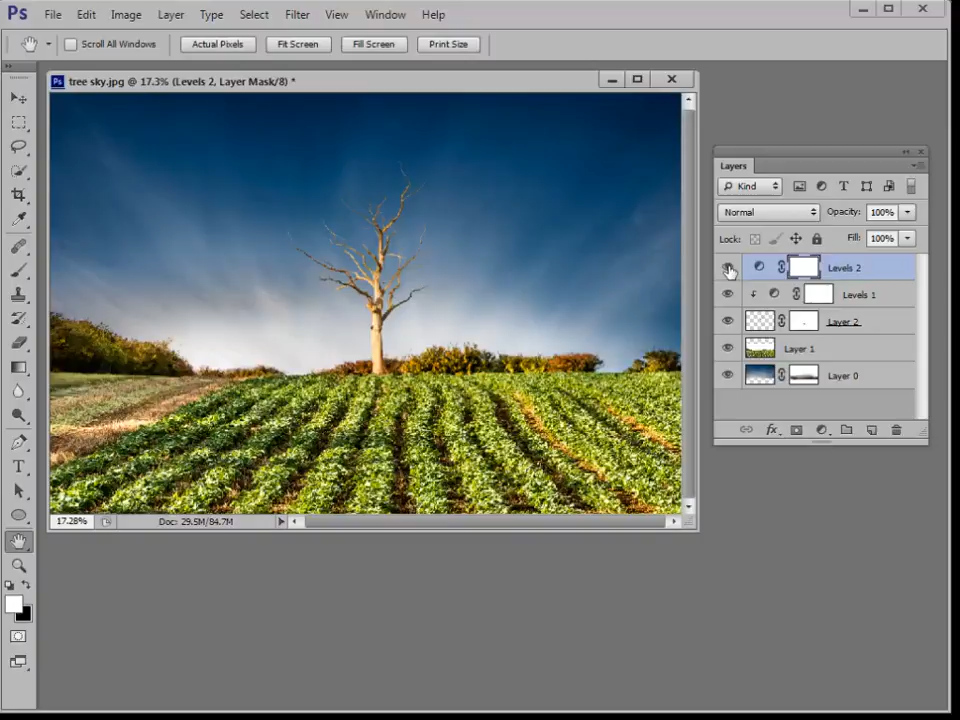 Ps File Edit Image Layer Type Select Filter View Window Help
Scroll All Windows Actual Pixels Fit Screen Fill Screen Print Size
Ps tree sky.jpg @ 17.3% (Levels 2, Layer Mask/8) *
Layers
Kind
Normal Opacity: 100%
Lock: Fill: 100%
Levels 2
Levels 1
Layer 2
Layer 1
Layer 0
fx
17.28% Doc: 29.5M/84.7M